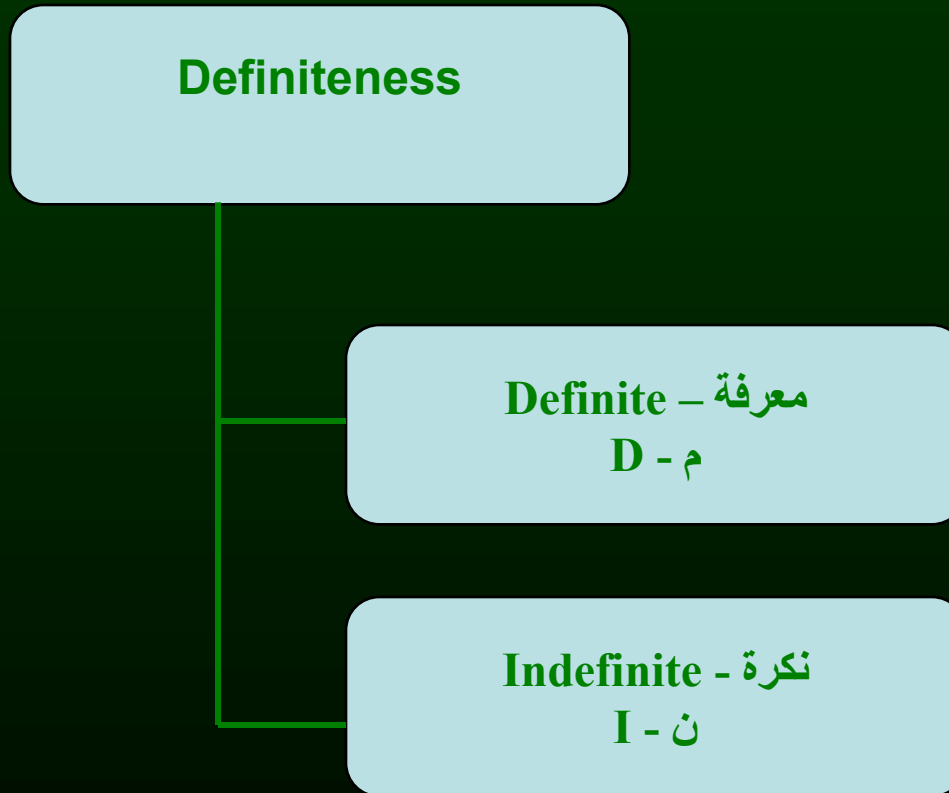 Definiteness
Definite – معرفة
D - م
Indefinite - نكرة
I - ن